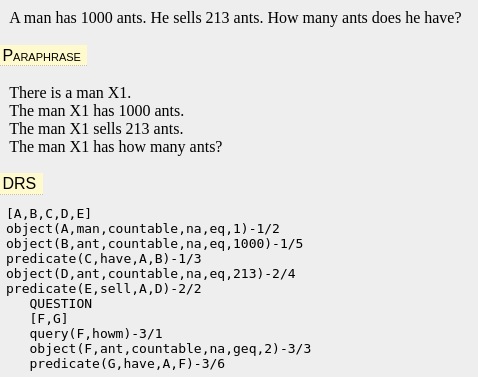 A man has 1000 ants. He sells 213 ants. How many ants does he have?
PARAPHRASE
There is a man X1.
The man X1 has 1000 ants.
The man X1 sells 213 ants.
The man X1 has how many ants?
DRS
[A,B,C,D,E]
object(A,man,countable,na,eq,1)-1/2
object(B,ant,countable,na,eq,1000)-1/5
predicate(C,have,A,B)-1/3
object(D,ant,countable,na,eq,213)-2/4
predicate(E,sell,A,D)-2/2
   QUESTION
   [F,G]
   query(F,howm)-3/1
   object(F,ant,countable,na,geq,2)-3/3
   predicate(G,have,A,F)-3/6